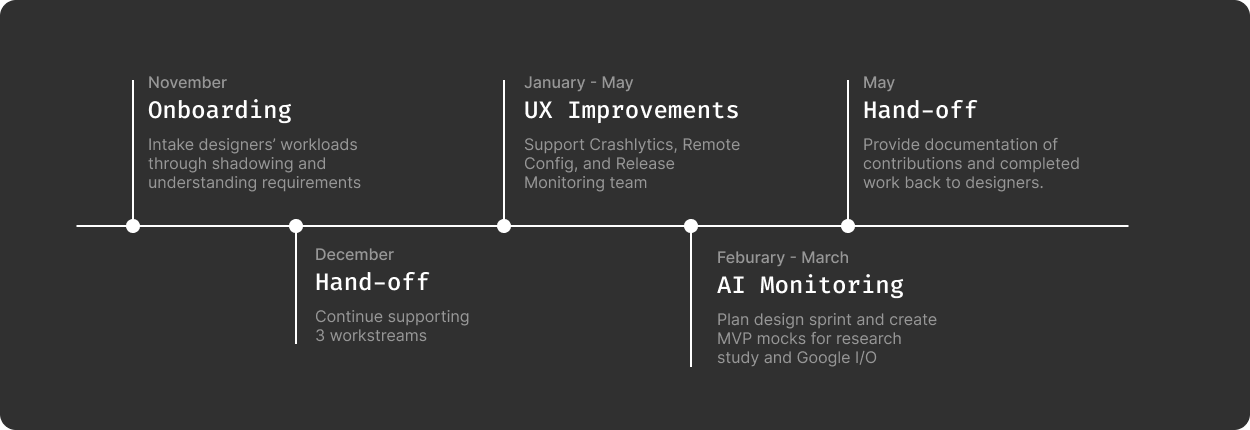 November
Onboarding
Intake designers’ workloads
through shadowing and
understanding requirements
December
Hand-off
Continue supporting
3 workstreams
January - May
UX Improvements
Support Crashlytics, Remote
Config, and Release
Monitoring team
Feburary - March
AI Monitoring
Plan design sprint and create
MVP mocks for research
study and Google I/O
May
Hand-off
Provide documentation of
contributions and completed
work back to designers.